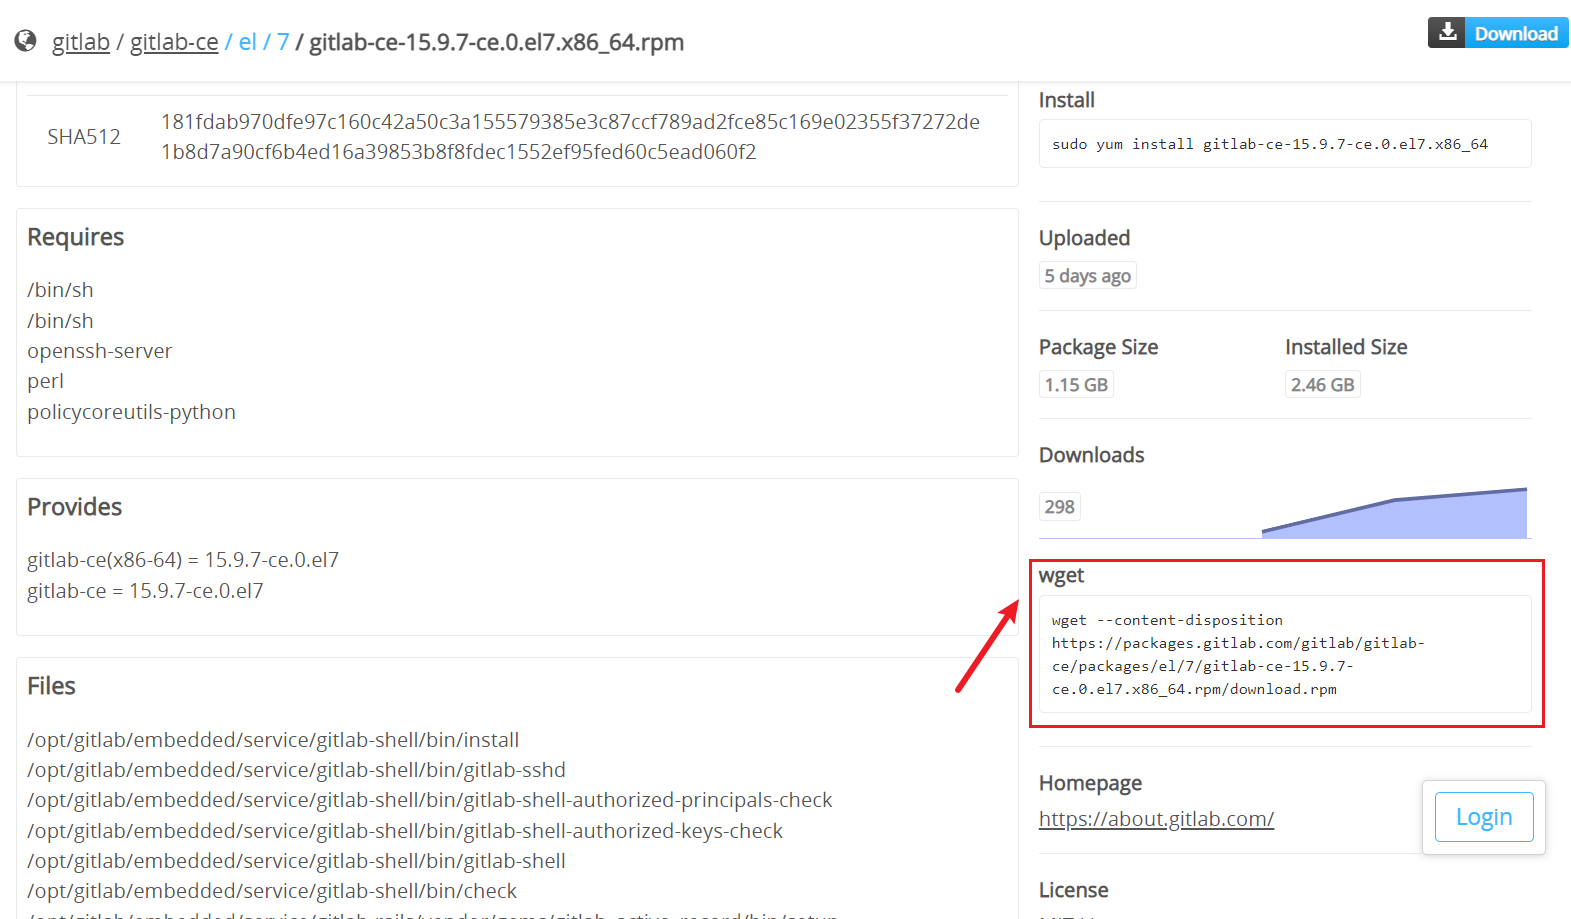 gitlab / gitlab-ce / el / 7 / gitlab-ce-15.9.7-ce.0.el7.x86_64.rpm
Download
SHA512
181fdab970dfe97c160c42a50c3a155579385e3c87ccf789ad2fce85c169e02355f37272de
1b8d7a90cf6b4ed16a39853b8f8fdec1552ef95fed60c5ead060f2
Requires
/bin/sh
/bin/sh
openssh-server
perl
policycoreutils-python
Provides
gitlab-ce(x86-64) = 15.9.7-ce.0.el7
gitlab-ce = 15.9.7-ce.0.el7
Files
/opt/gitlab/embedded/service/gitlab-shell/bin/install
/opt/gitlab/embedded/service/gitlab-shell/bin/gitlab-sshd
/opt/gitlab/embedded/service/gitlab-shell/bin/gitlab-shell-authorized-principals-check
/opt/gitlab/embedded/service/gitlab-shell/bin/gitlab-shell-authorized-keys-check
/opt/gitlab/embedded/service/gitlab-shell/bin/gitlab-shell
/opt/gitlab/embedded/service/gitlab-shell/bin/check
Install
sudo yum install gitlab-ce-15.9.7-ce.0.el7.x86_64
Uploaded
5 days ago
Package Size
Installed Size
1.15 GB
2.46 GB
Downloads
298
wget
wget --content-disposition
https://packages.gitlab.com/gitlab/gitlab-
ce/packages/el/7/gitlab-ce-15.9.7-
ce.0.el7.x86_64.rpm/download.rpm
Homepage
https://about.gitlab.com/
Login
License